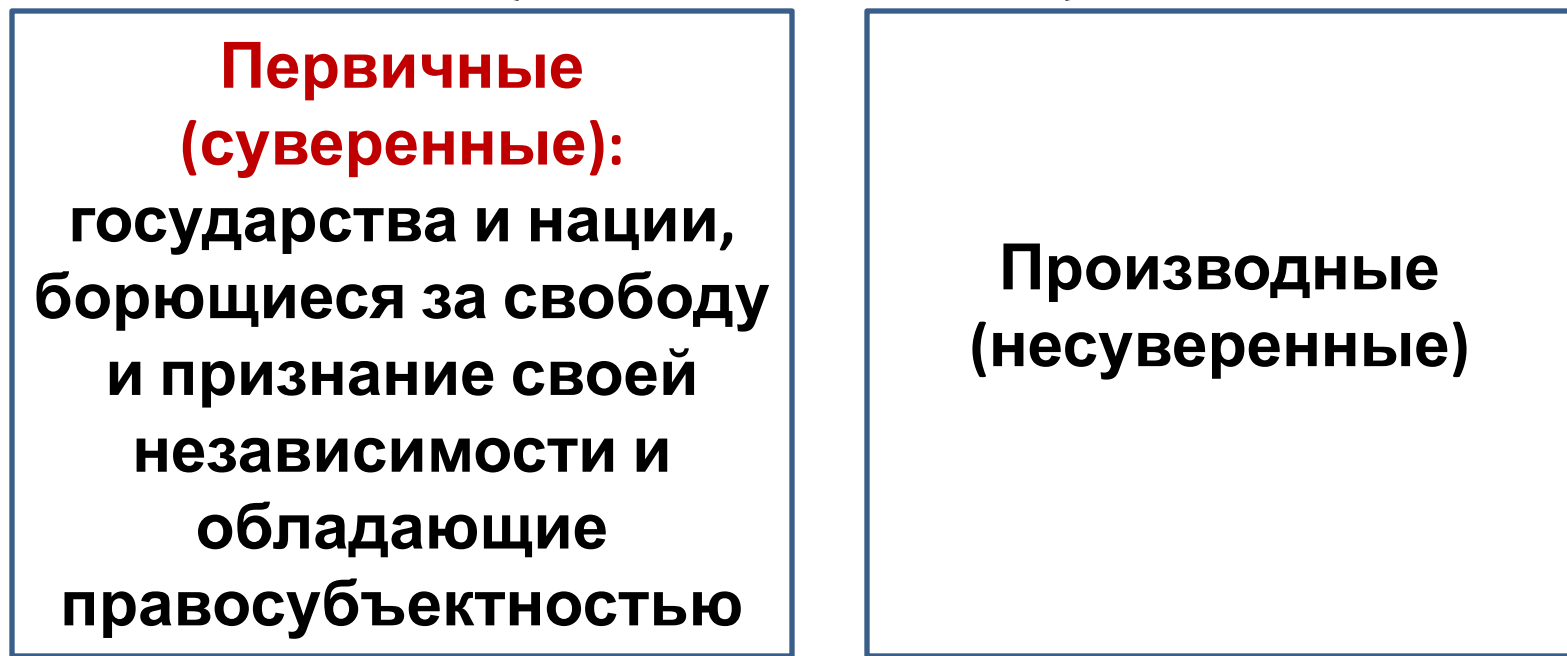 Первичные
(суверенные):
государства и нации,
борющиеся за свободу
и признание своей
независимости и
обладающие
правосубъектностью
Производные
(несуверенные)